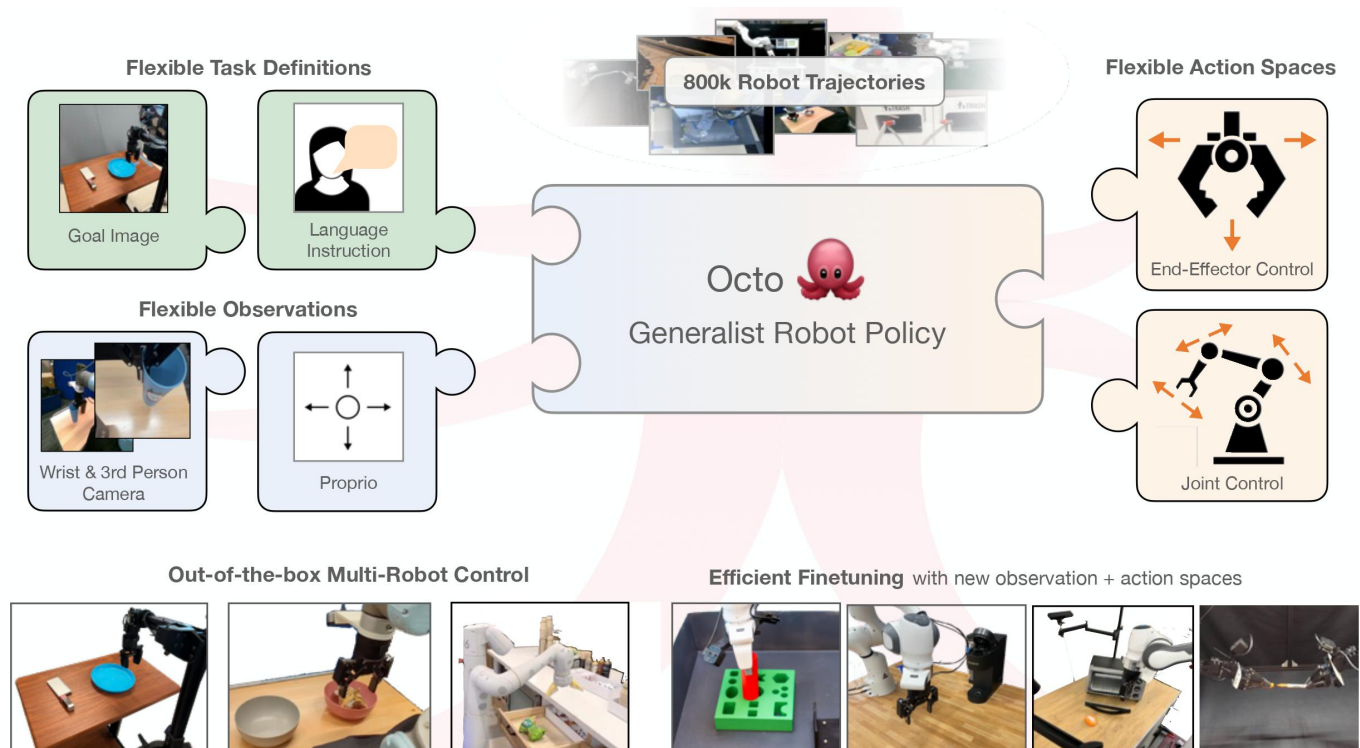 Flexible Task Definitions
800k Robot Trajectories
Flexible Action Spaces
Goal Image
Language
Instruction
Octo
Generalist Robot Policy
End-Effector Control
Flexible Observations
Wrist & 3rd Person
Camera
Proprio
Joint Control
Out-of-the-box Multi-Robot Control
Efficient Finetuning with new observation + action spaces